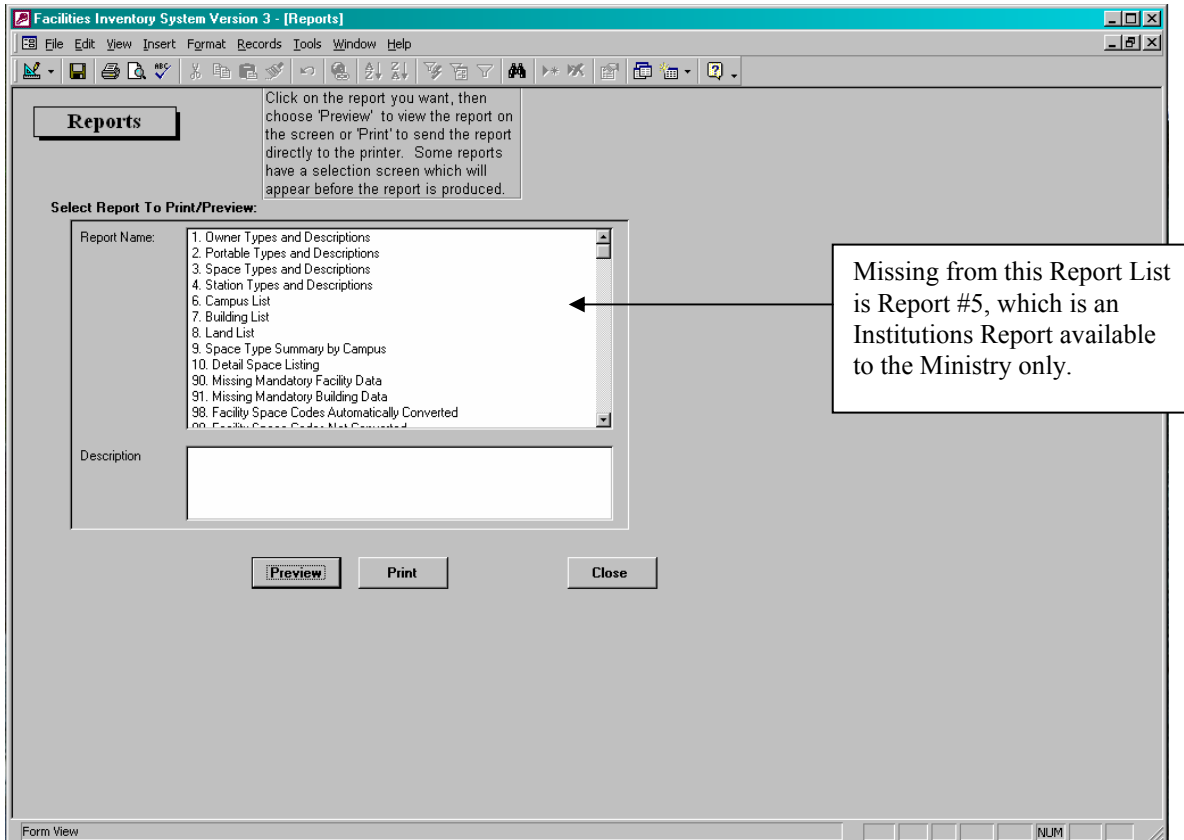 Facilities Inventory System Version 3 - [Reports]
File Edit View Insert Format Records Tools Window Help
Reports
Click on the report you want, then
choose 'Preview' to view the report on
the screen or 'Print' to send the report
directly to the printer. Some reports
have a selection screen which will
appear before the report is produced.
Select Report To Print/Preview:
Report Name:
1. Owner Types and Descriptions
2. Portable Types and Descriptions
3. Space Types and Descriptions
4. Station Types and Descriptions
6. Campus List
7. Building List
8. Land List
9. Space Type Summary by Campus
10. Detail Space Listing
90. Missing Mandatory Facility Data
91. Missing Mandatory Building Data
98. Facility Space Codes Automatically Converted
99. Facility Space Codes Not Converted
Missing from this Report List
is Report #5, which is an
Institutions Report available
to the Ministry only.
Description
Preview Print Close
Form View NUM